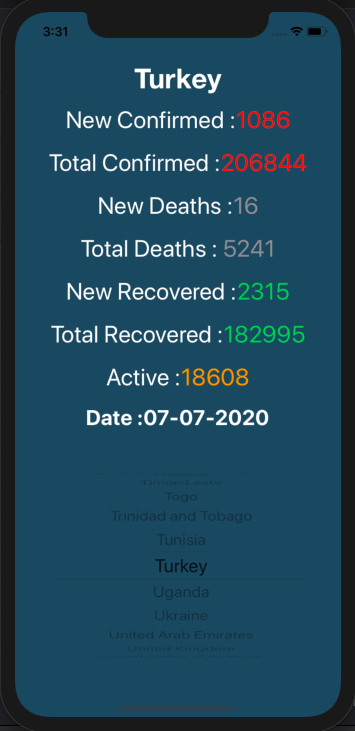 3:31
Turkey
New Confirmed :1086
Total Confirmed :206844
New Deaths :16
Total Deaths : 5241
New Recovered :2315
Total Recovered :182995
Active :18608
Date :07-07-2020
Timor-Leste
Togo
Trinidad and Tobago
Tunisia
Turkey
Uganda
Ukraine
United Arab Emirates
United Kingdom